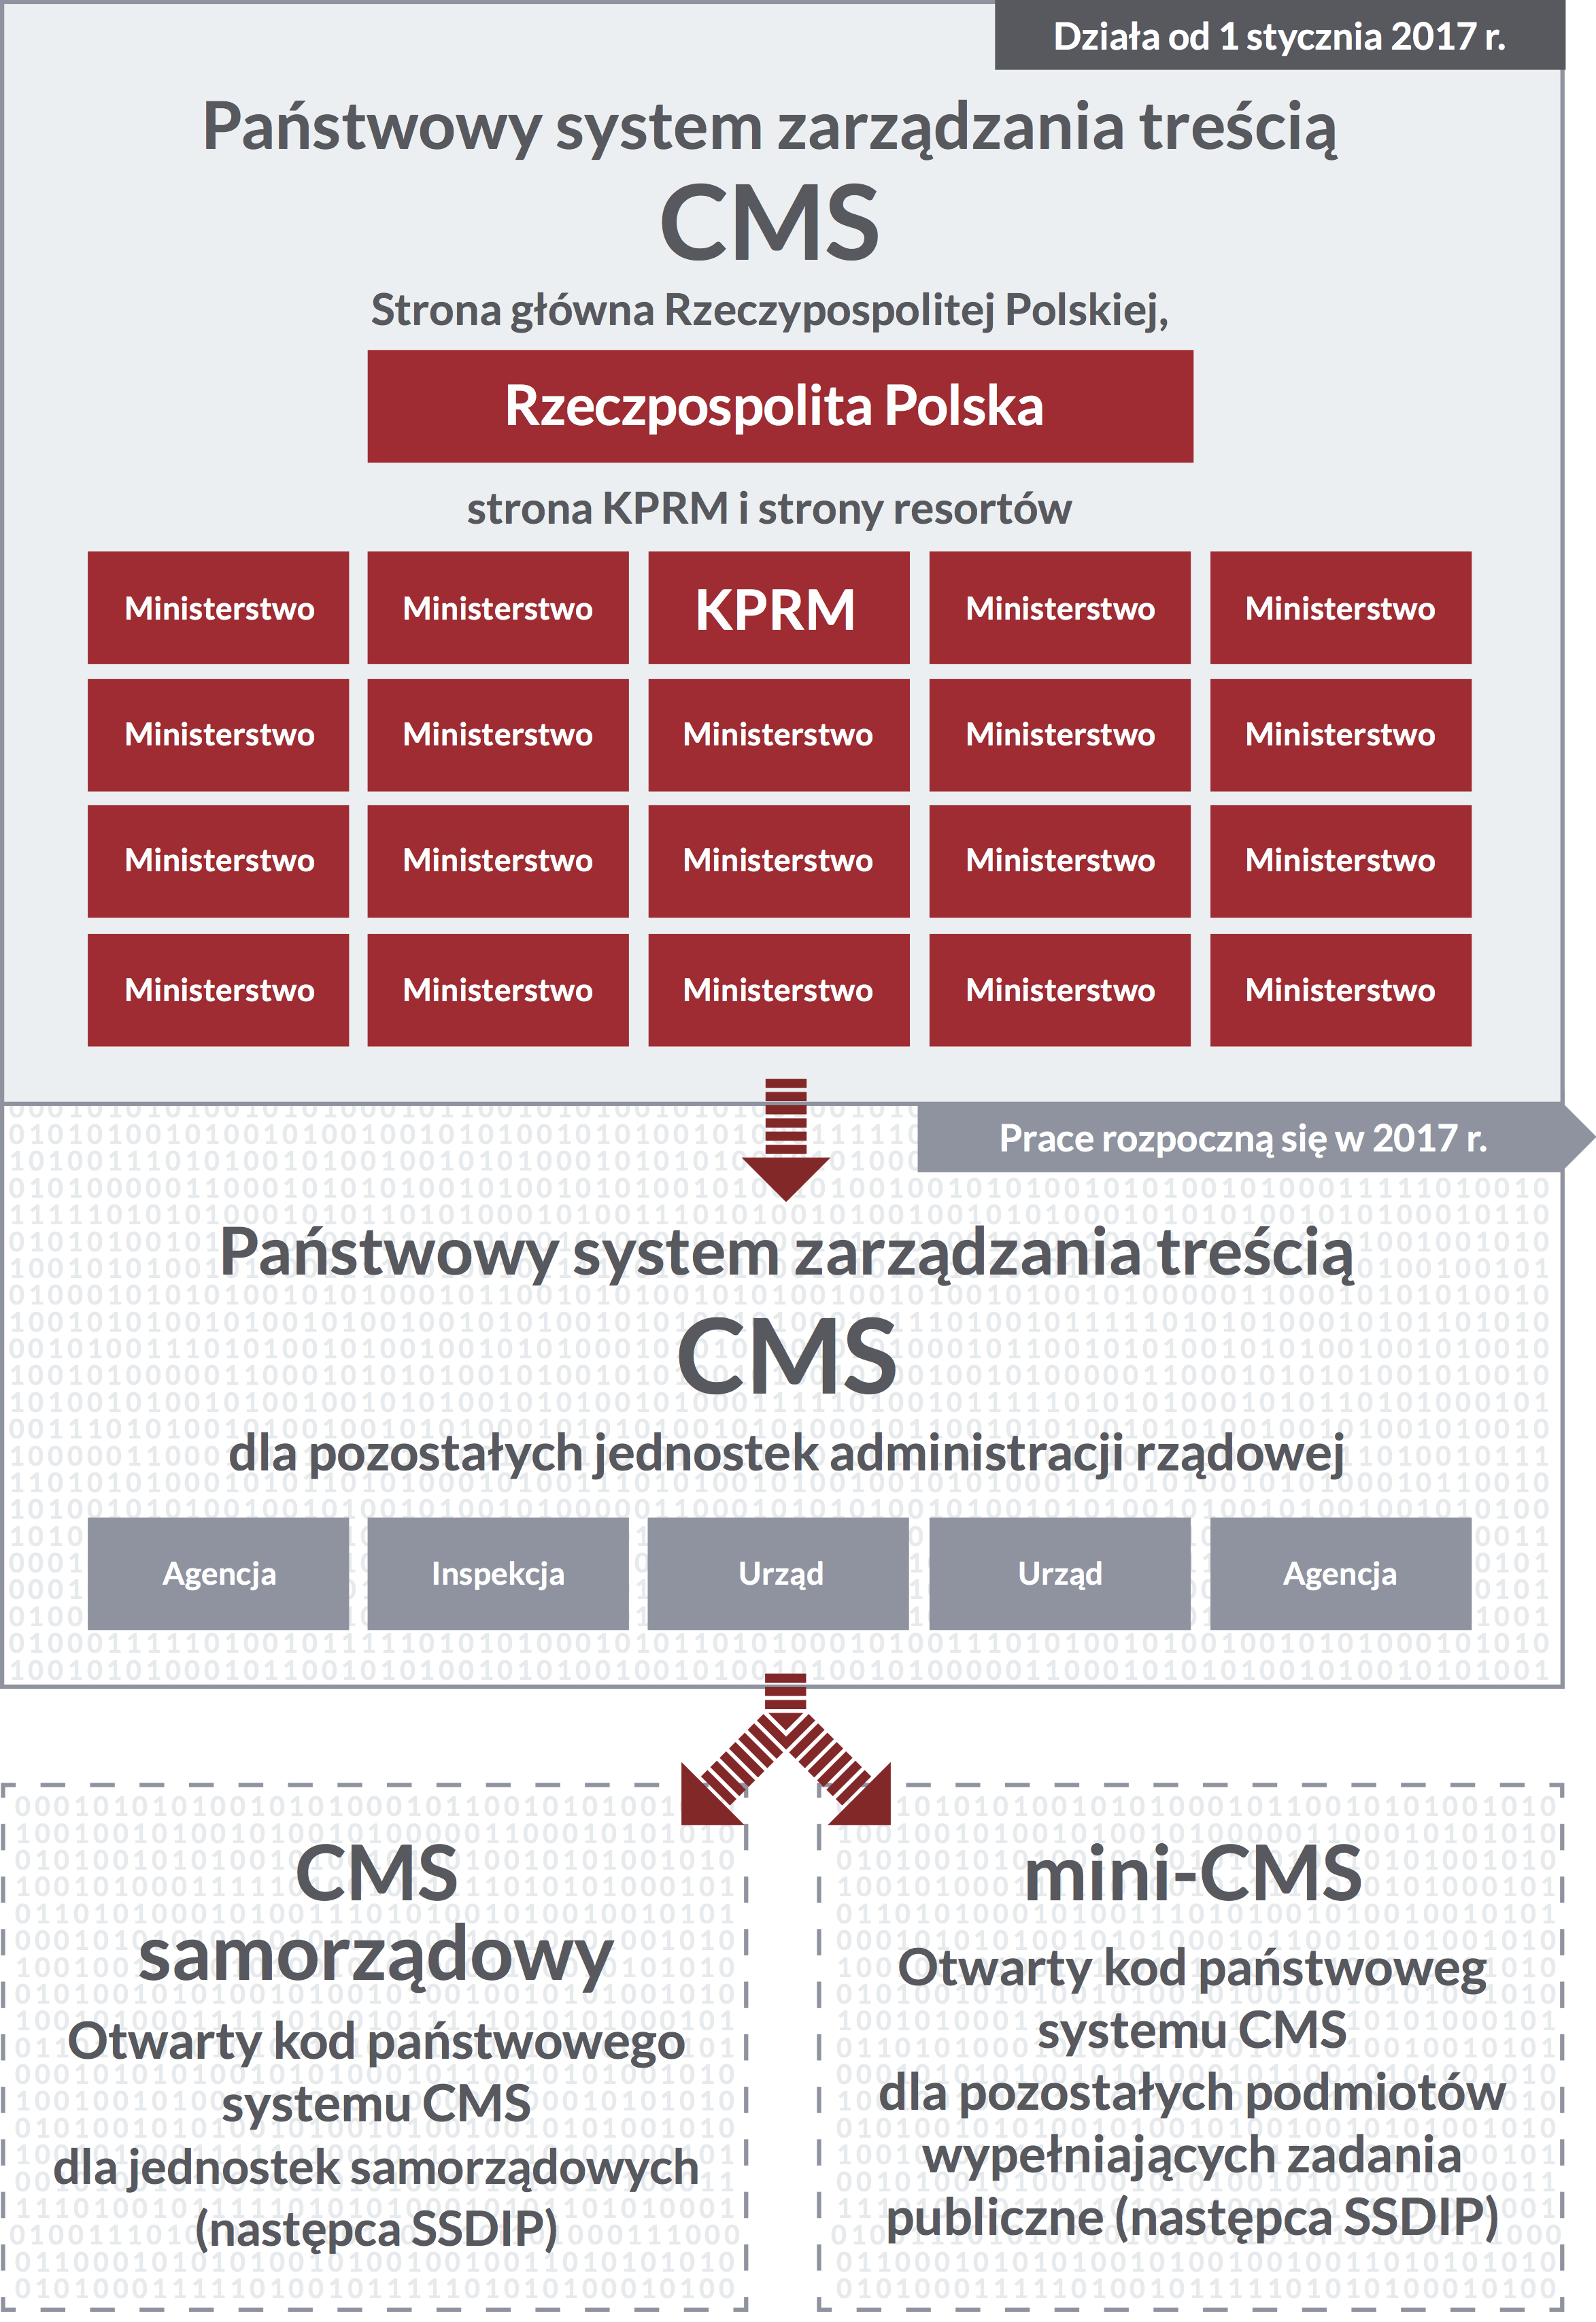 Działa od 1 stycznia 2017 r.
Państwowy system zarządzania treścią
CMS
Strona główna Rzeczypospolitej Polskiej,
Rzeczpospolita Polska
strona KPRM i strony resortów
Ministerstwo Ministerstwo KPRM Ministerstwo Ministerstwo
Ministerstwo Ministerstwo Ministerstwo Ministerstwo Ministerstwo
Ministerstwo Ministerstwo Ministerstwo Ministerstwo Ministerstwo
Ministerstwo Ministerstwo Ministerstwo Ministerstwo Ministerstwo
Prace rozpoczną się w 2017 r.
Państwowy system zarządzania treścią
CMS
dla pozostałych jednostek administracji rządowej
Agencja Inspekcja Urząd Urząd Agencja
CMS
samorządowy
Otwarty kod państwowego
systemu CMS
dla jednostek samorządowych
(następca SSDIP)
mini-CMS
Otwarty kod państwoweg
systemu CMS
dla pozostałych podmiotów
wypełniających zadania
publiczne (następca SSDIP)